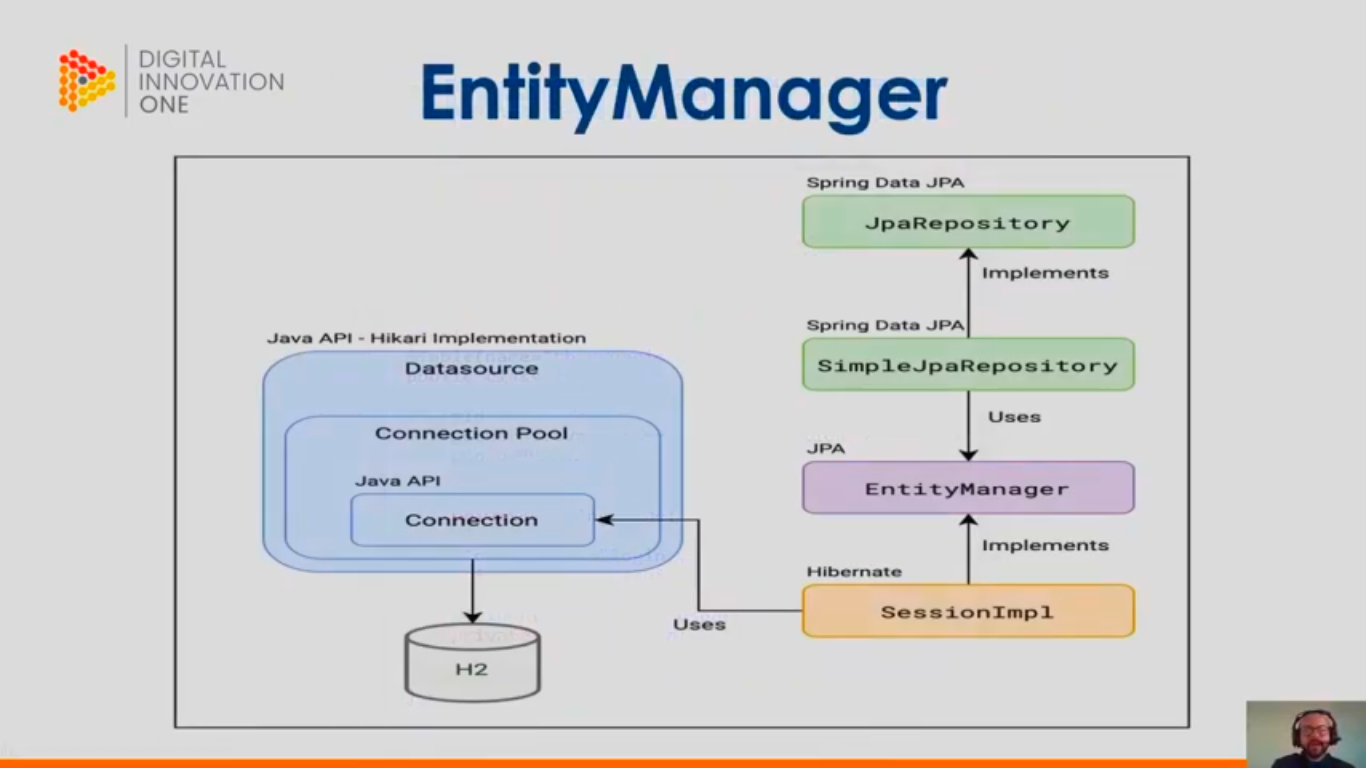 DIGITAL
INNOVATION
ONE
EntityManager
Spring Data JPA
JpaRepository
Implements
Spring Data JPA
SimpleJpaRepository
Uses
JPA
EntityManager
Implements
Hibernate
SessionImpl
Uses
Java API - Hikari Implementation
Datasource
Connection Pool
Java API
Connection
H2